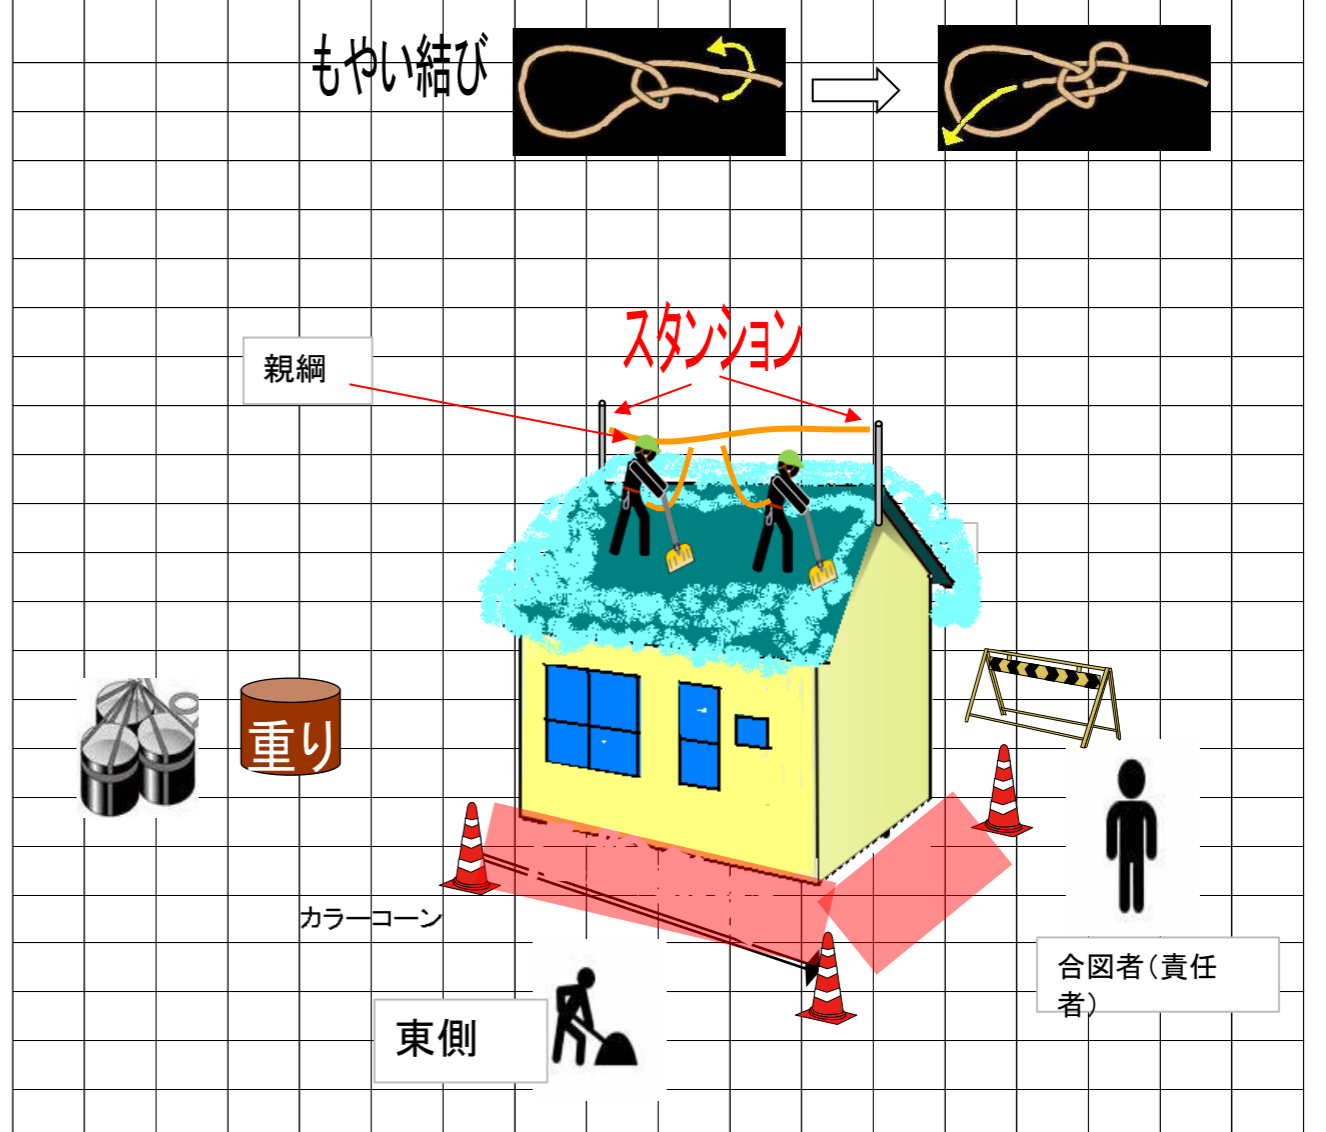 もやい結び
スタンション
親綱
重り
カラーコーン
合図者（責任
者）
東側